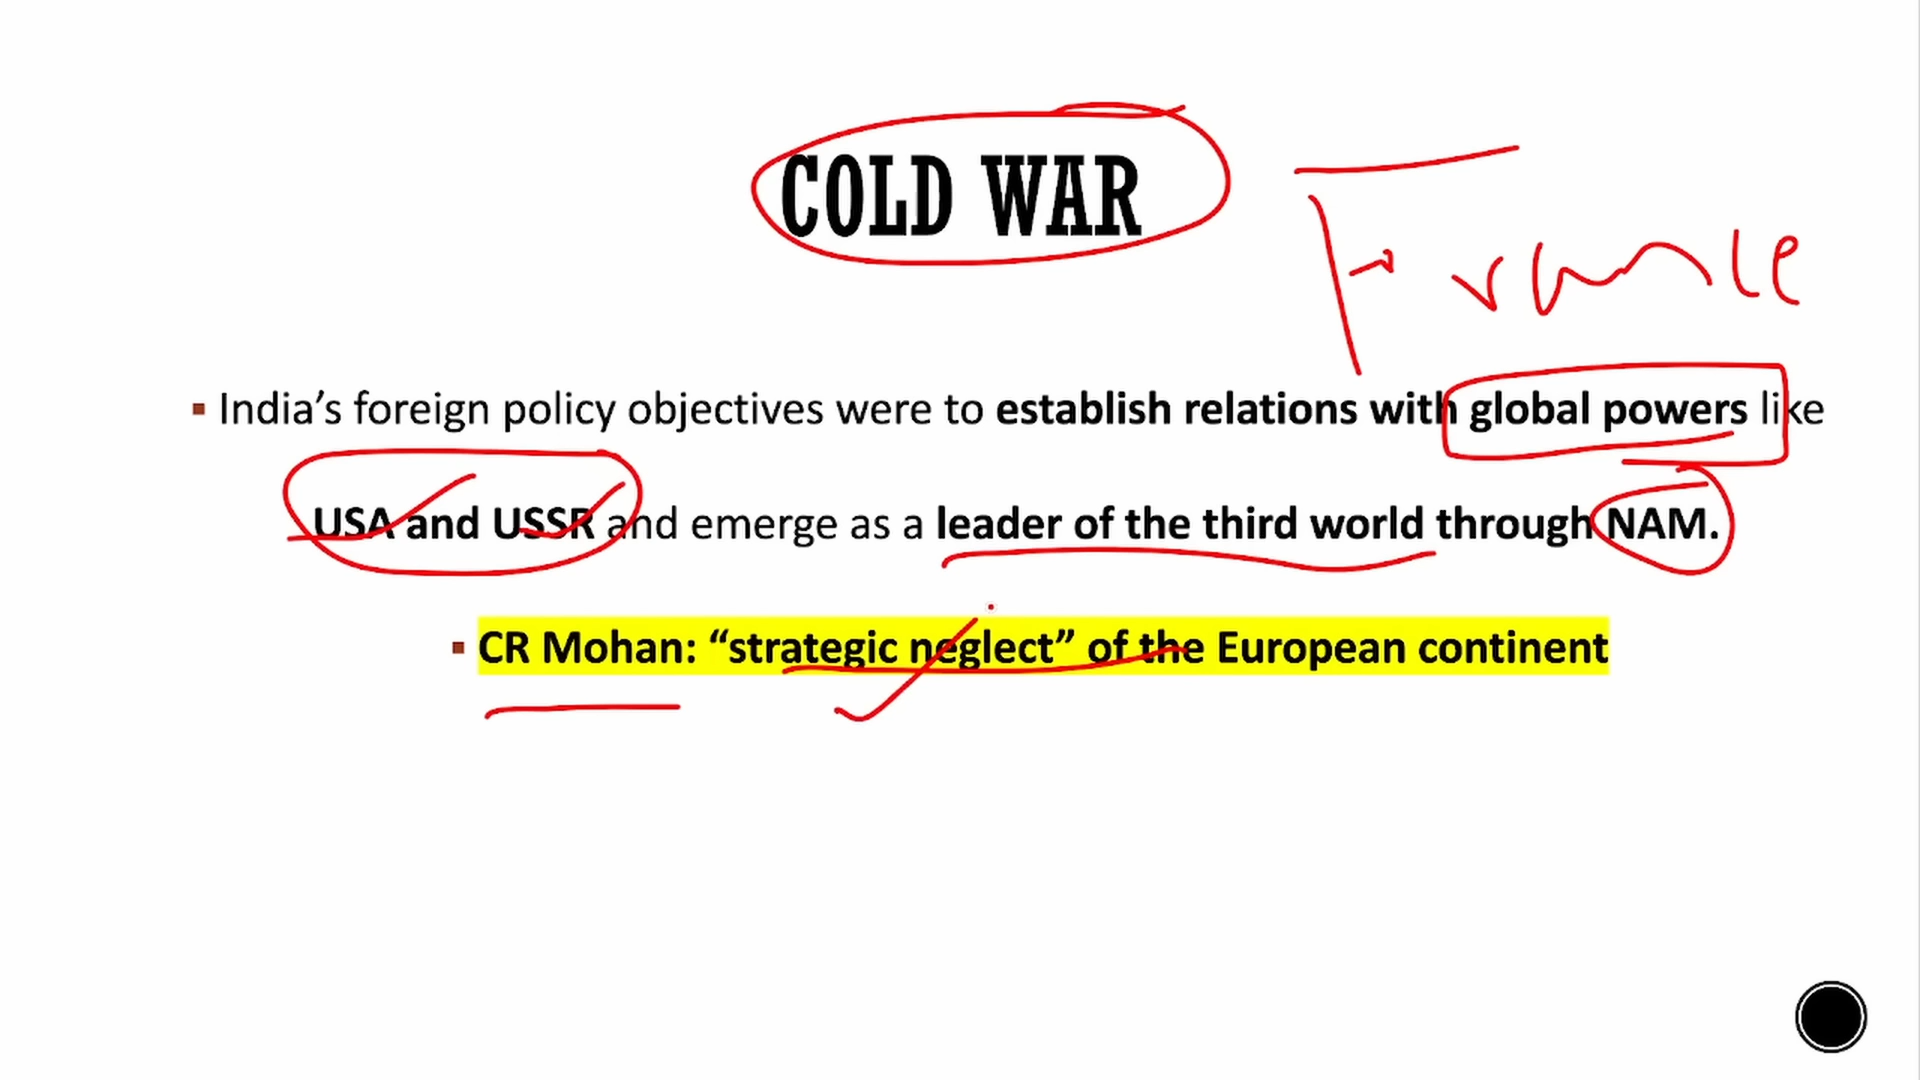 COLD WAR
France
▪ India’s foreign policy objectives were to establish relations with global powers like
USA and USSR and emerge as a leader of the third world through NAM.
▪ CR Mohan: “strategic neglect” of the European continent